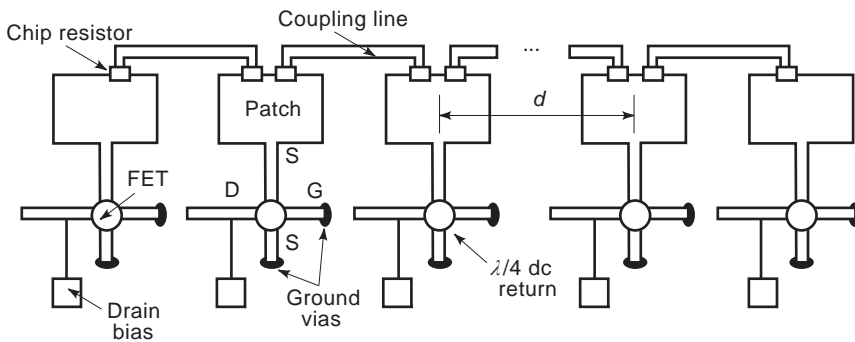 Coupling line
Chip resistor
...
Patch
d
S
FET
D
G
S
λ/4 dc
return
Ground
vias
Drain
bias